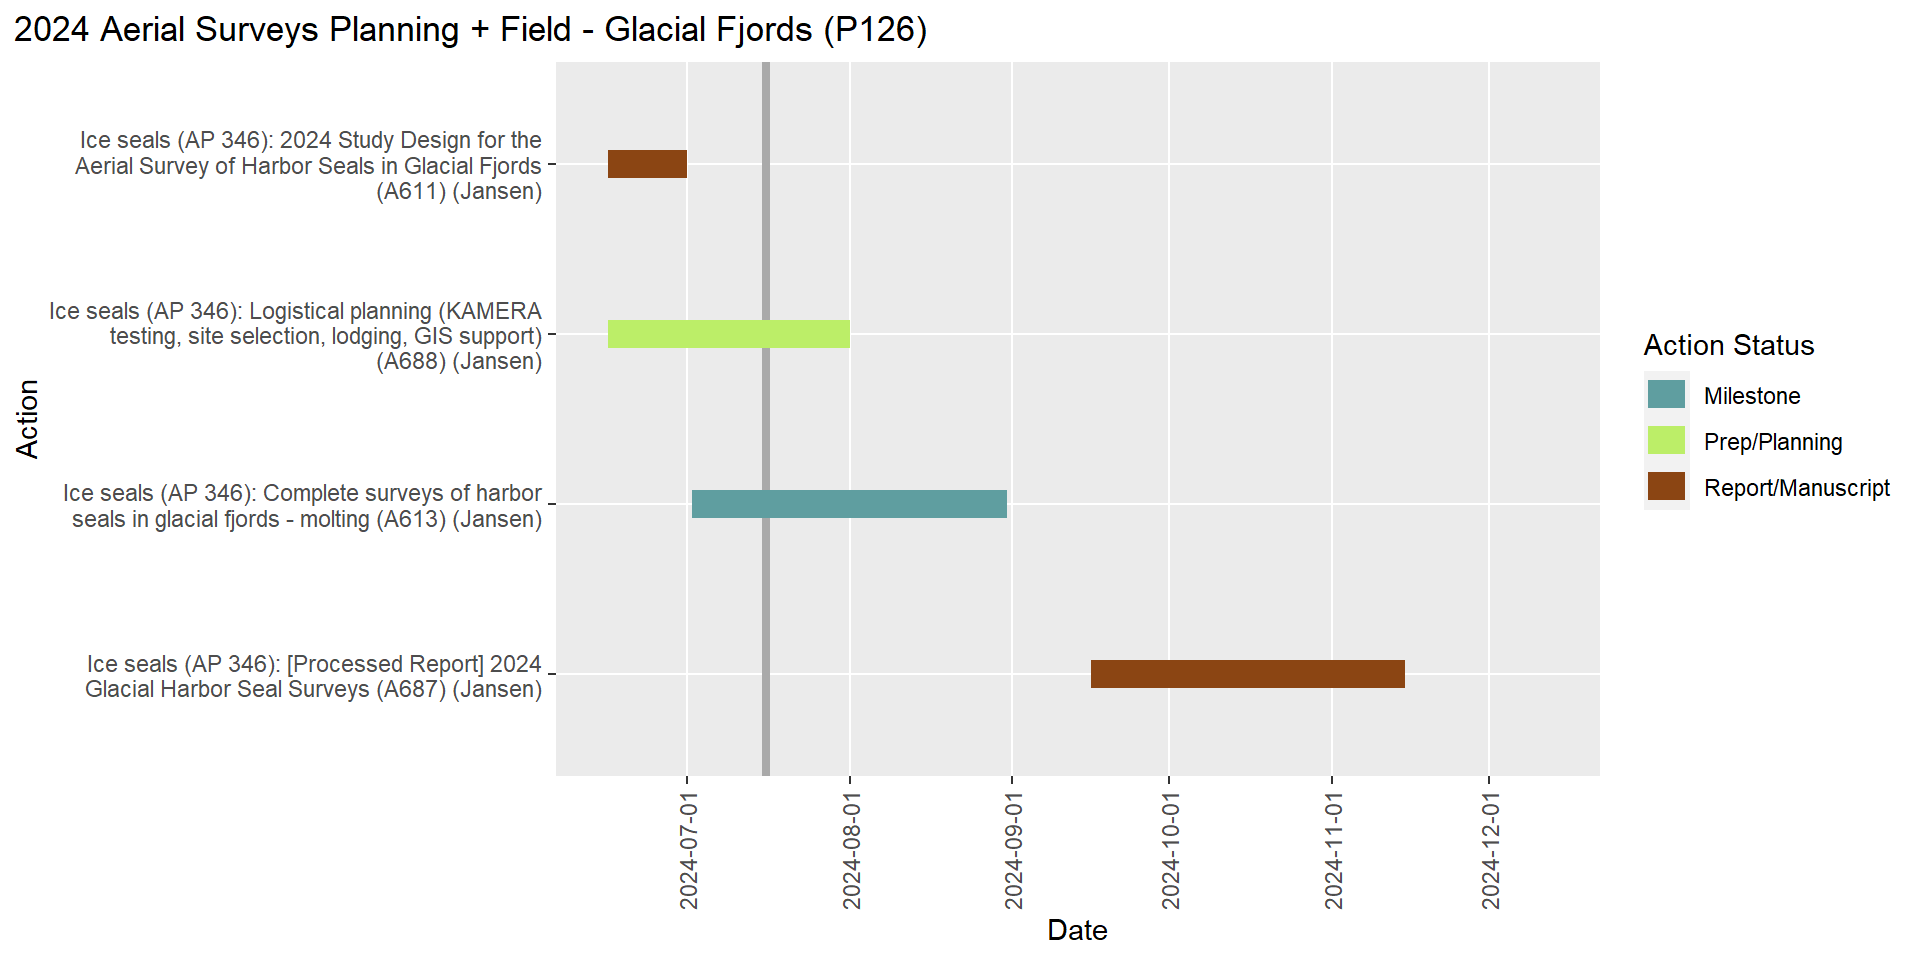 2024 Aerial Surveys Planning + Field - Glacial Fjords (P126)
Action
Ice seals (AP 346): 2024 Study Design for the
Aerial Survey of Harbor Seals in Glacial Fjords
(A611) (Jansen)
Ice seals (AP 346): Logistical planning (KAMERA
testing, site selection, lodging, GIS support)
(A688) (Jansen)
Ice seals (AP 346): Complete surveys of harbor
seals in glacial fjords - molting (A613) (Jansen)
Ice seals (AP 346): [Processed Report] 2024
Glacial Harbor Seal Surveys (A687) (Jansen)
2024-07-01
2024-08-01
2024-09-01
2024-10-01
2024-11-01
2024-12-01
Date
Action Status
Milestone
Prep/Planning
Report/Manuscript